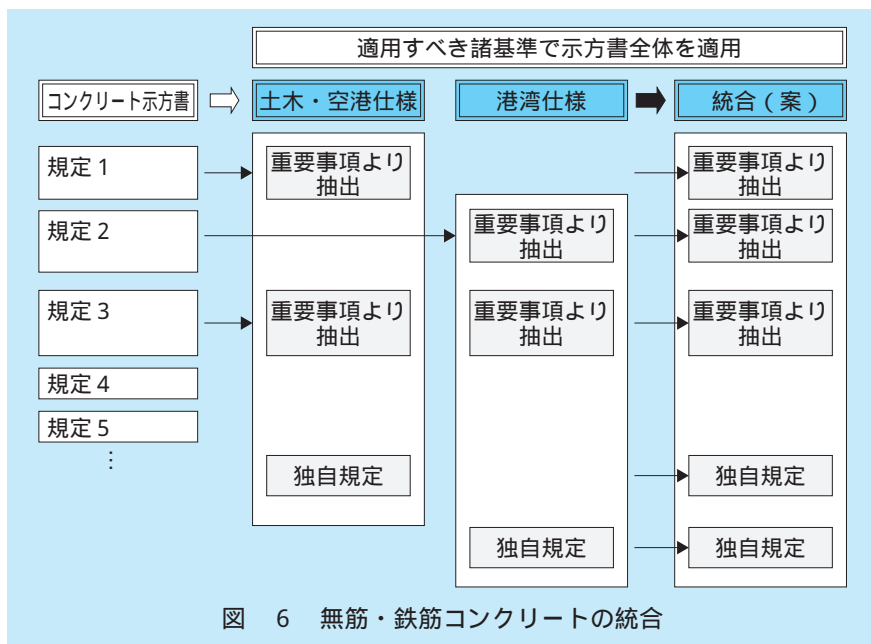 適用すべき諸基準で示方書全体を適用
コンクリート示方書
土木・空港仕様
港湾仕様
統合（案）
規定 1
重要事項より
抽出
重要事項より
抽出
規定 2
重要事項より
抽出
重要事項より
抽出
規定 3
重要事項より
抽出
重要事項より
抽出
重要事項より
抽出
規定 4
規定 5
⋮
独自規定
独自規定
独自規定
独自規定
図　6　無筋・鉄筋コンクリートの統合